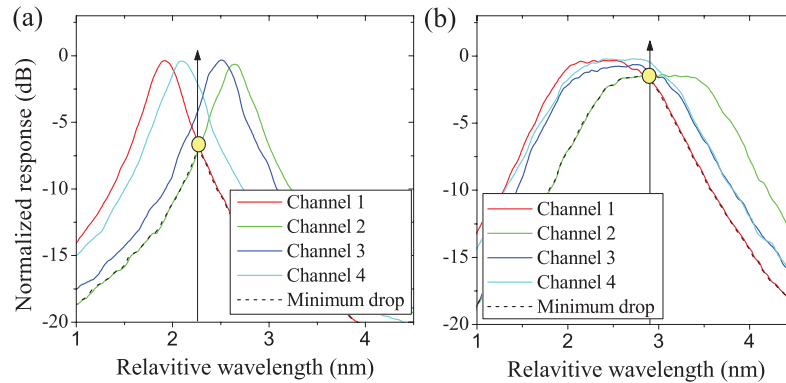 (a)
Normalized response (dB)
0
-5
-10
-15
-20
Channel 1
Channel 2
Channel 3
Channel 4
Minimum drop
1 2 3 4
Relavitive wavelength (nm)
(b)
0
-5
-10
-15
-20
Channel 1
Channel 2
Channel 3
Channel 4
Minimum drop
1 2 3 4
Relavitive wavelength (nm)